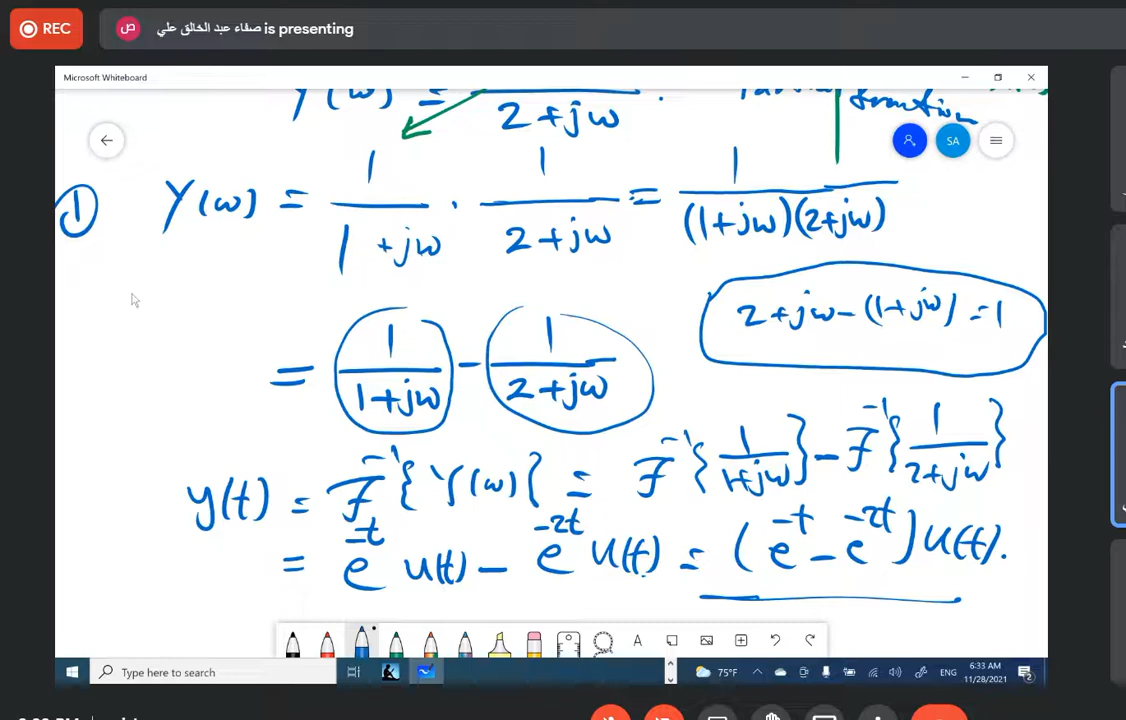 REC
ص
صفاء عبد الخالق علي is presenting
Microsoft Whiteboard
Y(ω) =
2+jω
fraction
SA
① Y(ω) = 1/(1+jω) · 1/(2+jω) = 1/((1+jω)(2+jω))
2+jω-(1+jω) = 1
= 1/(1+jω) - 1/(2+jω)
y(t) = F⁻¹{Y(ω)} = F⁻¹{1/(1+jω)} - F⁻¹{1/(2+jω)}
= e^-t u(t) - e^-2t u(t) = (e^-t - e^-2t) u(t).
A
Type here to search
75°F
ENG
6:33 AM
11/28/2021
2